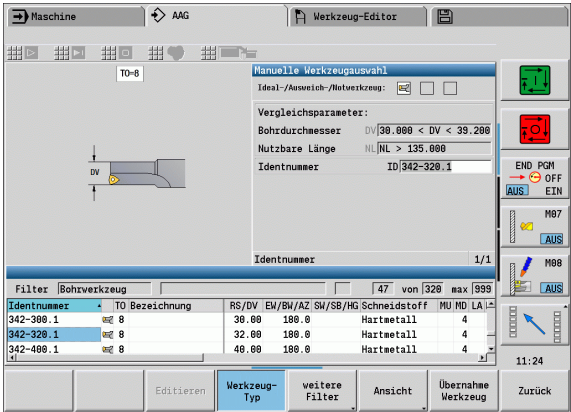 Maschine
AAG
Werkzeug-Editor
TO=8
Manuelle Werkzeugauswahl
Ideal-/Ausweich-/Notwerkzeug:
Vergleichsparameter:
Bohrdurchmesser DV 30.000 < DV < 39.200
Nutzbare Länge NL NL > 135.000
Identnummer ID 342-320.1
DV
Identnummer 1/1
END PGM
OFF
AUS EIN
M07
AUS
M08
AUS
11:24
Filter Bohrwerkzeug 47 von 320 max 999
Identnummer TO Bezeichnung RS/DV EW/BW/AZ SW/SB/HG Schneidstoff MU MD LA
342-300.1 8 30.00 180.0 Hartmetall 4
342-320.1 8 32.00 180.0 Hartmetall 4
342-400.1 8 40.00 180.0 Hartmetall 4
Editieren
Werkzeug-
Typ
weitere
Filter
Ansicht
Übernahme
Werkzeug
Zurück